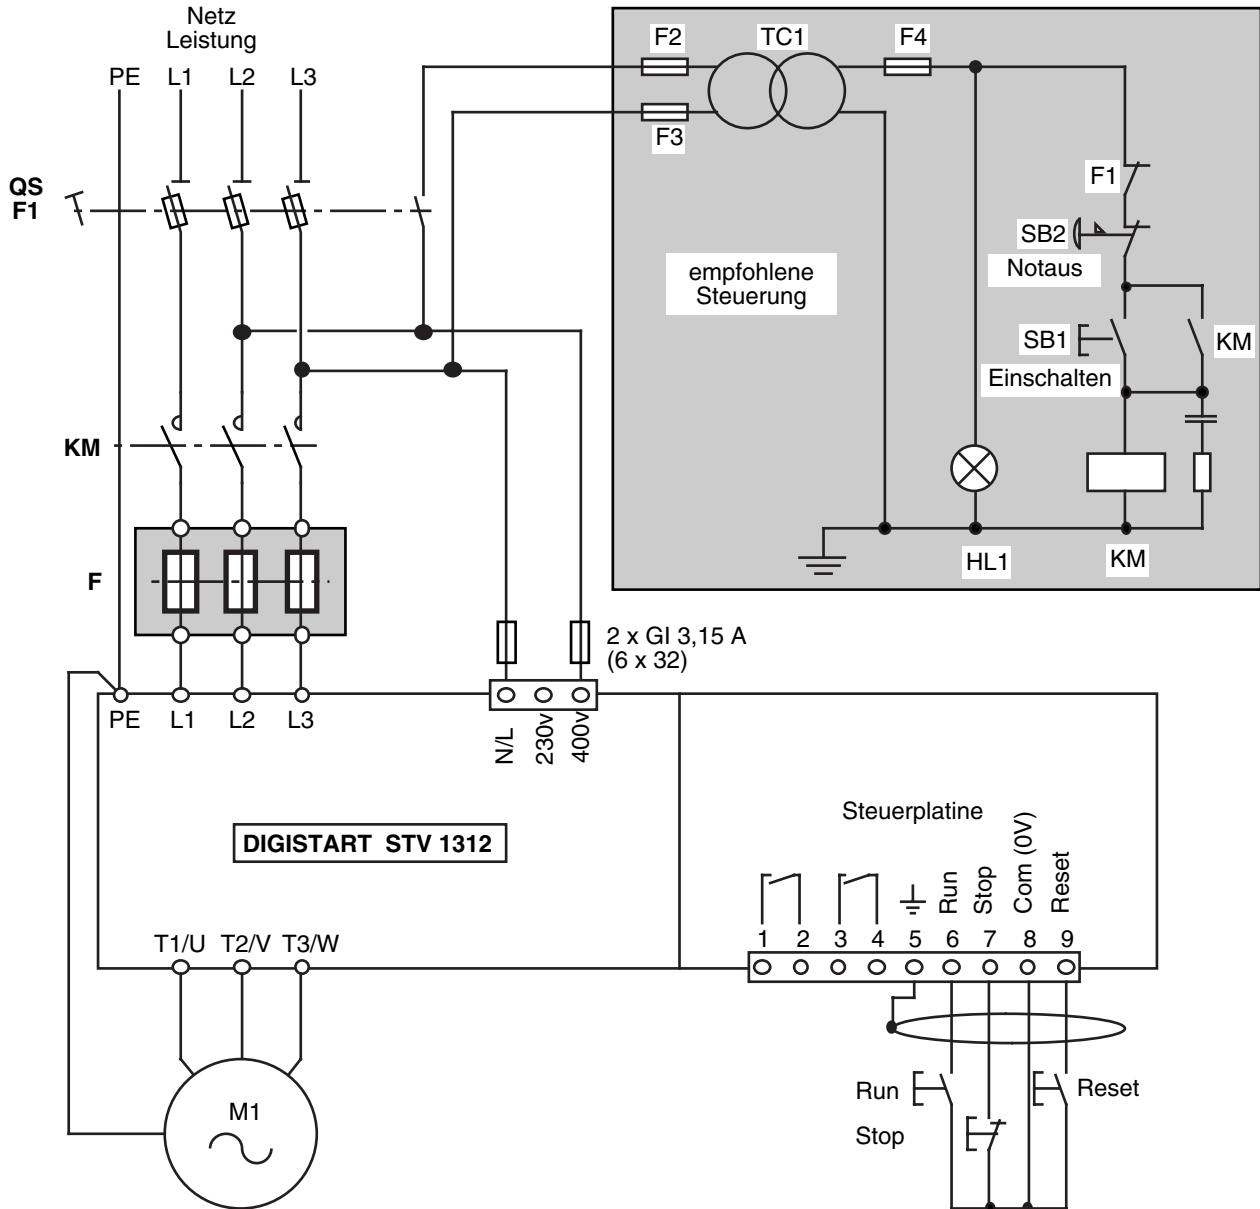 Netz
Leistung
PE L1 L2 L3
QS
F1
F2 TC1 F4
F3
F1
SB2
Notaus
empfohlene
Steuerung
SB1
KM
Einschalten
KM
F
HL1
KM
2 x GI 3,15 A
(6 x 32)
PE L1 L2 L3
N/L
230v
400v
DIGISTART STV 1312
Steuerplatine
Run
Stop
Com (0V)
Reset
T1/U T2/V T3/W
1 2 3 4 5 6 7 8 9
M1
Run
Reset
Stop